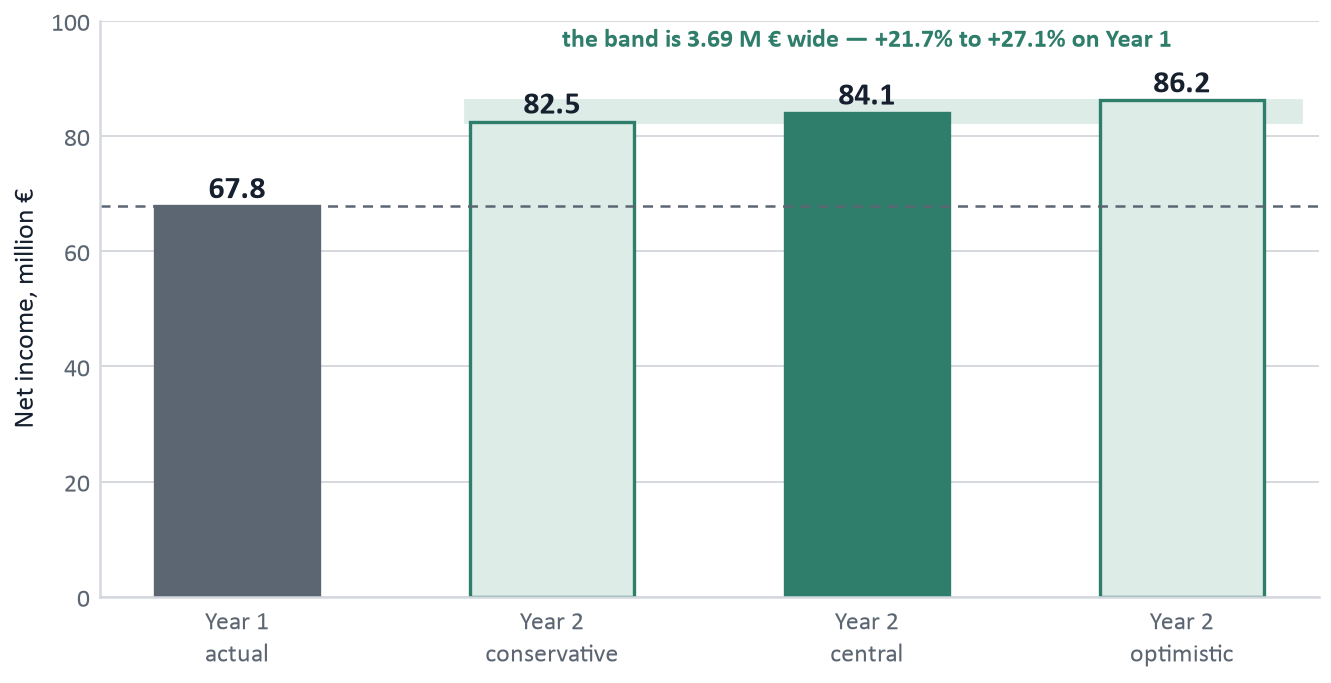 the band is 3.69 M € wide — +21.7% to +27.1% on Year 1
100
80
60
40
20
0
Net income, million €
67.8
82.5
84.1
86.2
Year 1
actual
Year 2
conservative
Year 2
central
Year 2
optimistic